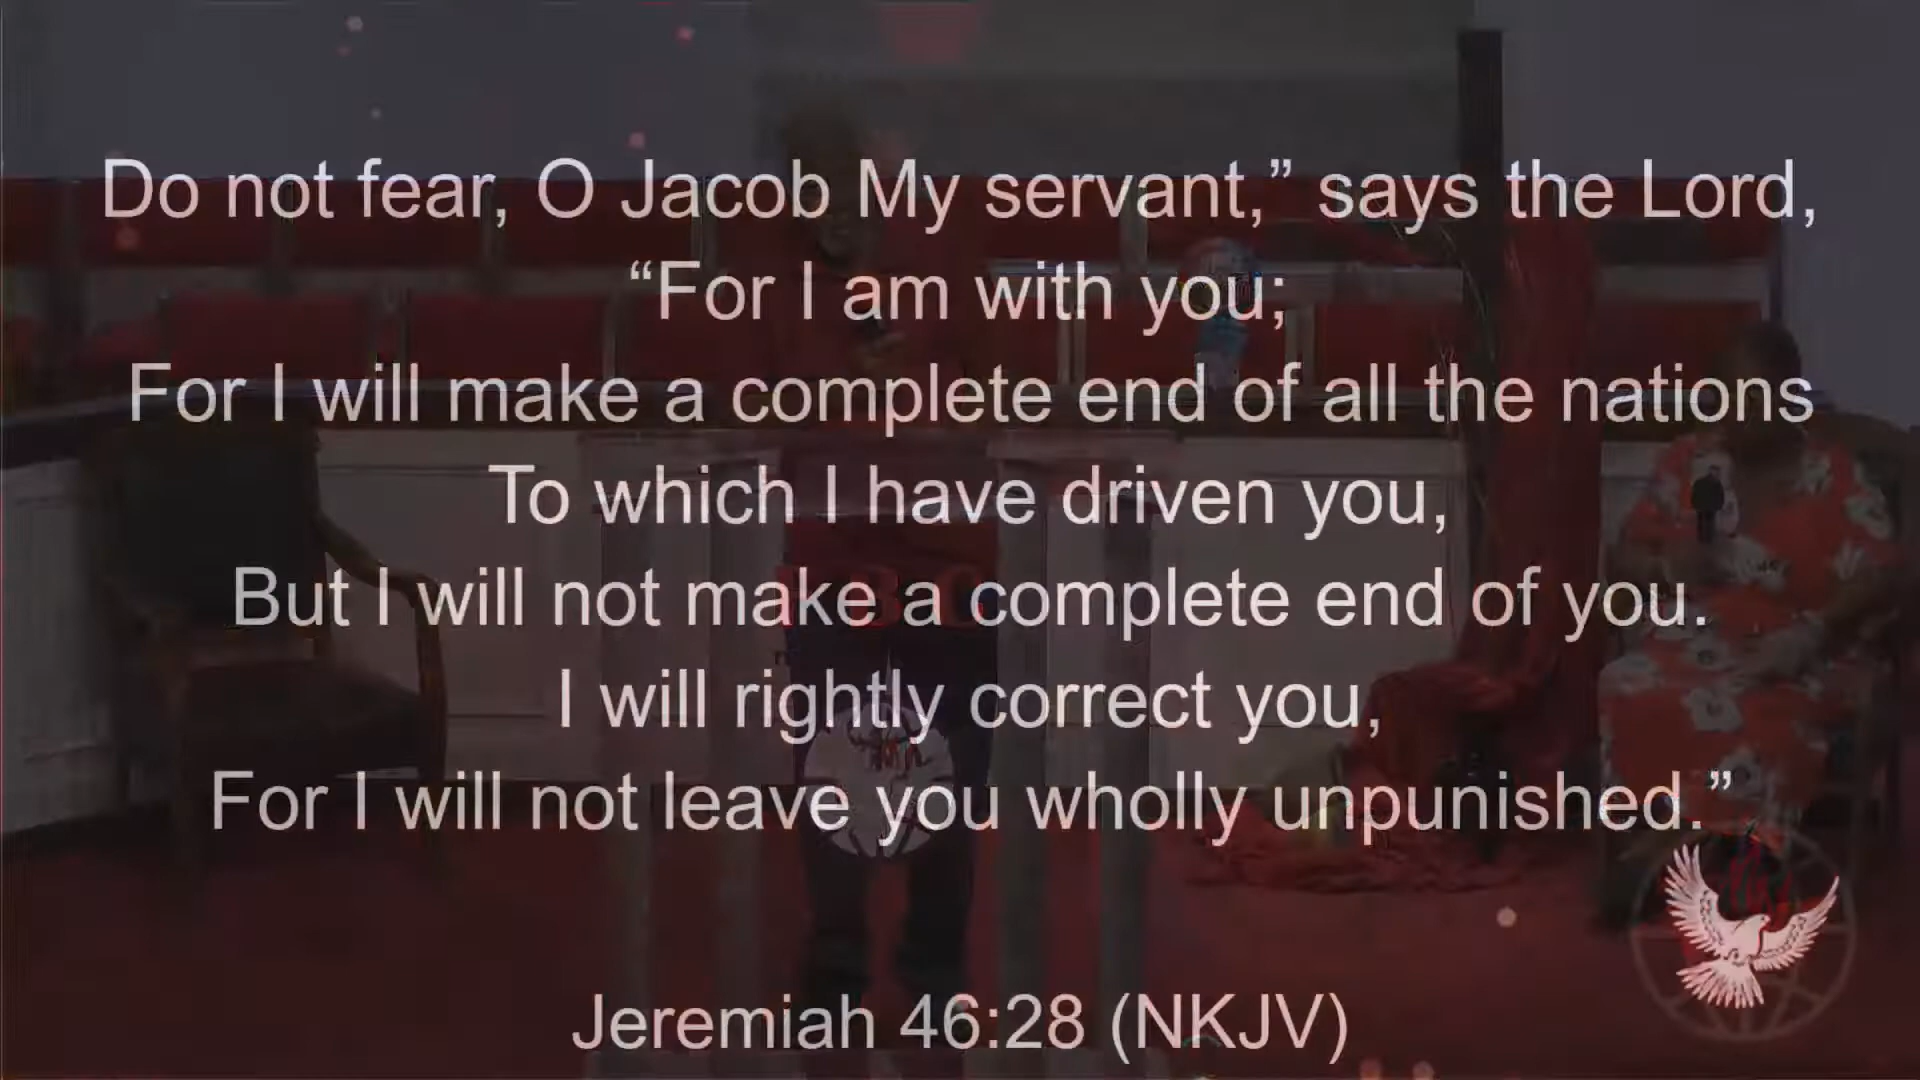 Do not fear, O Jacob My servant,” says the Lord,
“For I am with you;
For I will make a complete end of all the nations
To which I have driven you,
But I will not make a complete end of you.
I will rightly correct you,
For I will not leave you wholly unpunished.”
Jeremiah 46:28 (NKJV)